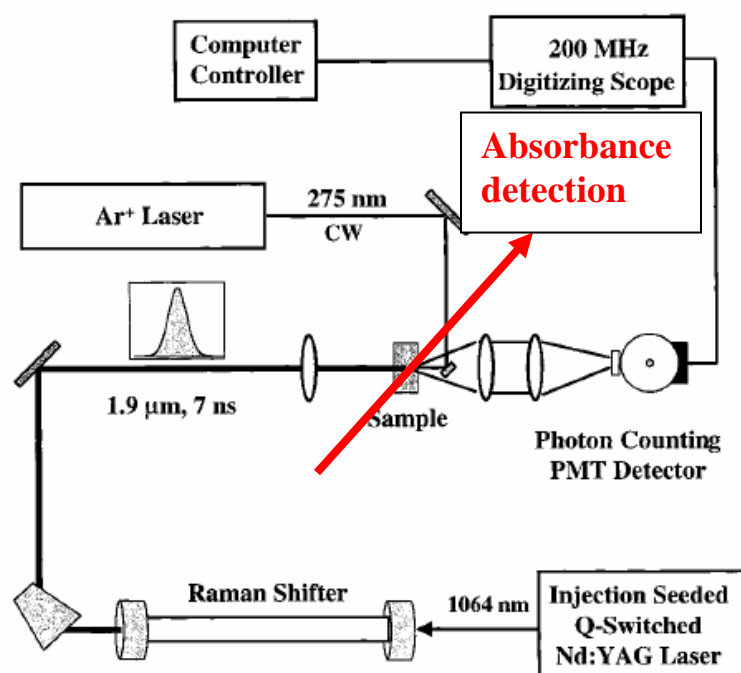 Computer
Controller
200 MHz
Digitizing Scope
Absorbance
detection
Ar⁺ Laser
275 nm
CW
1.9 μm, 7 ns
Sample
Photon Counting
PMT Detector
Raman Shifter
1064 nm
Injection Seeded
Q-Switched
Nd:YAG Laser